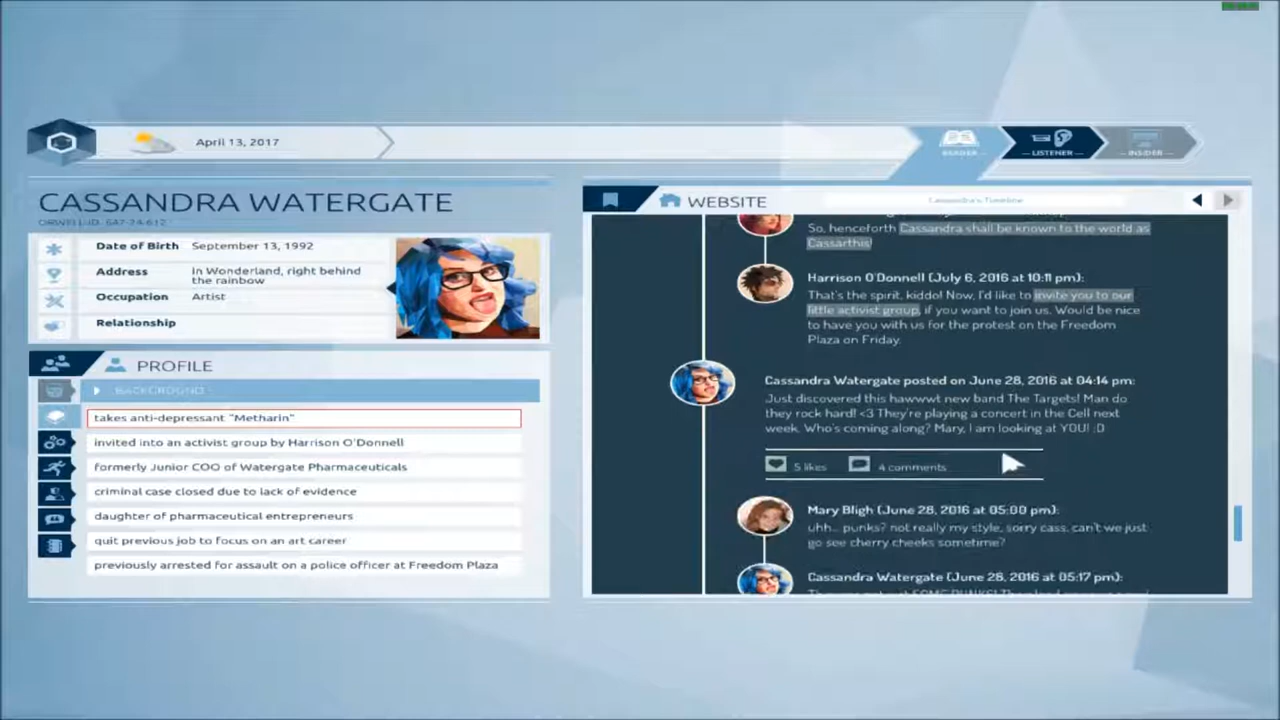 April 13, 2017
READER
LISTENER
INSIDER
CASSANDRA WATERGATE
ORWELL-ID: 687-74-612
Date of Birth September 13, 1992
Address In Wonderland, right behind
the rainbow
Occupation Artist
Relationship
PROFILE
BACKGROUND
takes anti-depressant "Metharin"
invited into an activist group by Harrison O'Donnell
formerly Junior COO of Watergate Pharmaceuticals
criminal case closed due to lack of evidence
daughter of pharmaceutical entrepreneurs
quit previous job to focus on an art career
previously arrested for assault on a police officer at Freedom Plaza
WEBSITE
Cassandra's Timeline
So, henceforth Cassandra shall be known to the world as
Cassarthis!
Harrison O'Donnell (July 6, 2016 at 10:11 pm):
That's the spirit, kiddo! Now, I'd like to invite you to our
little activist group, if you want to join us. Would be nice
to have you with us for the protest on the Freedom
Plaza on Friday.
Cassandra Watergate posted on June 28, 2016 at 04:14 pm:
Just discovered this hawwwt new band The Targets! Man do
they rock hard! <3 They're playing a concert in the Cell next
week. Who's coming along? Mary, I am looking at YOU! :D
5 likes 4 comments
Mary Bligh (June 28, 2016 at 05:00 pm):
uhh... punks? not really my style, sorry cass. can't we just
go see cherry cheeks sometime?
Cassandra Watergate (June 28, 2016 at 05:17 pm):